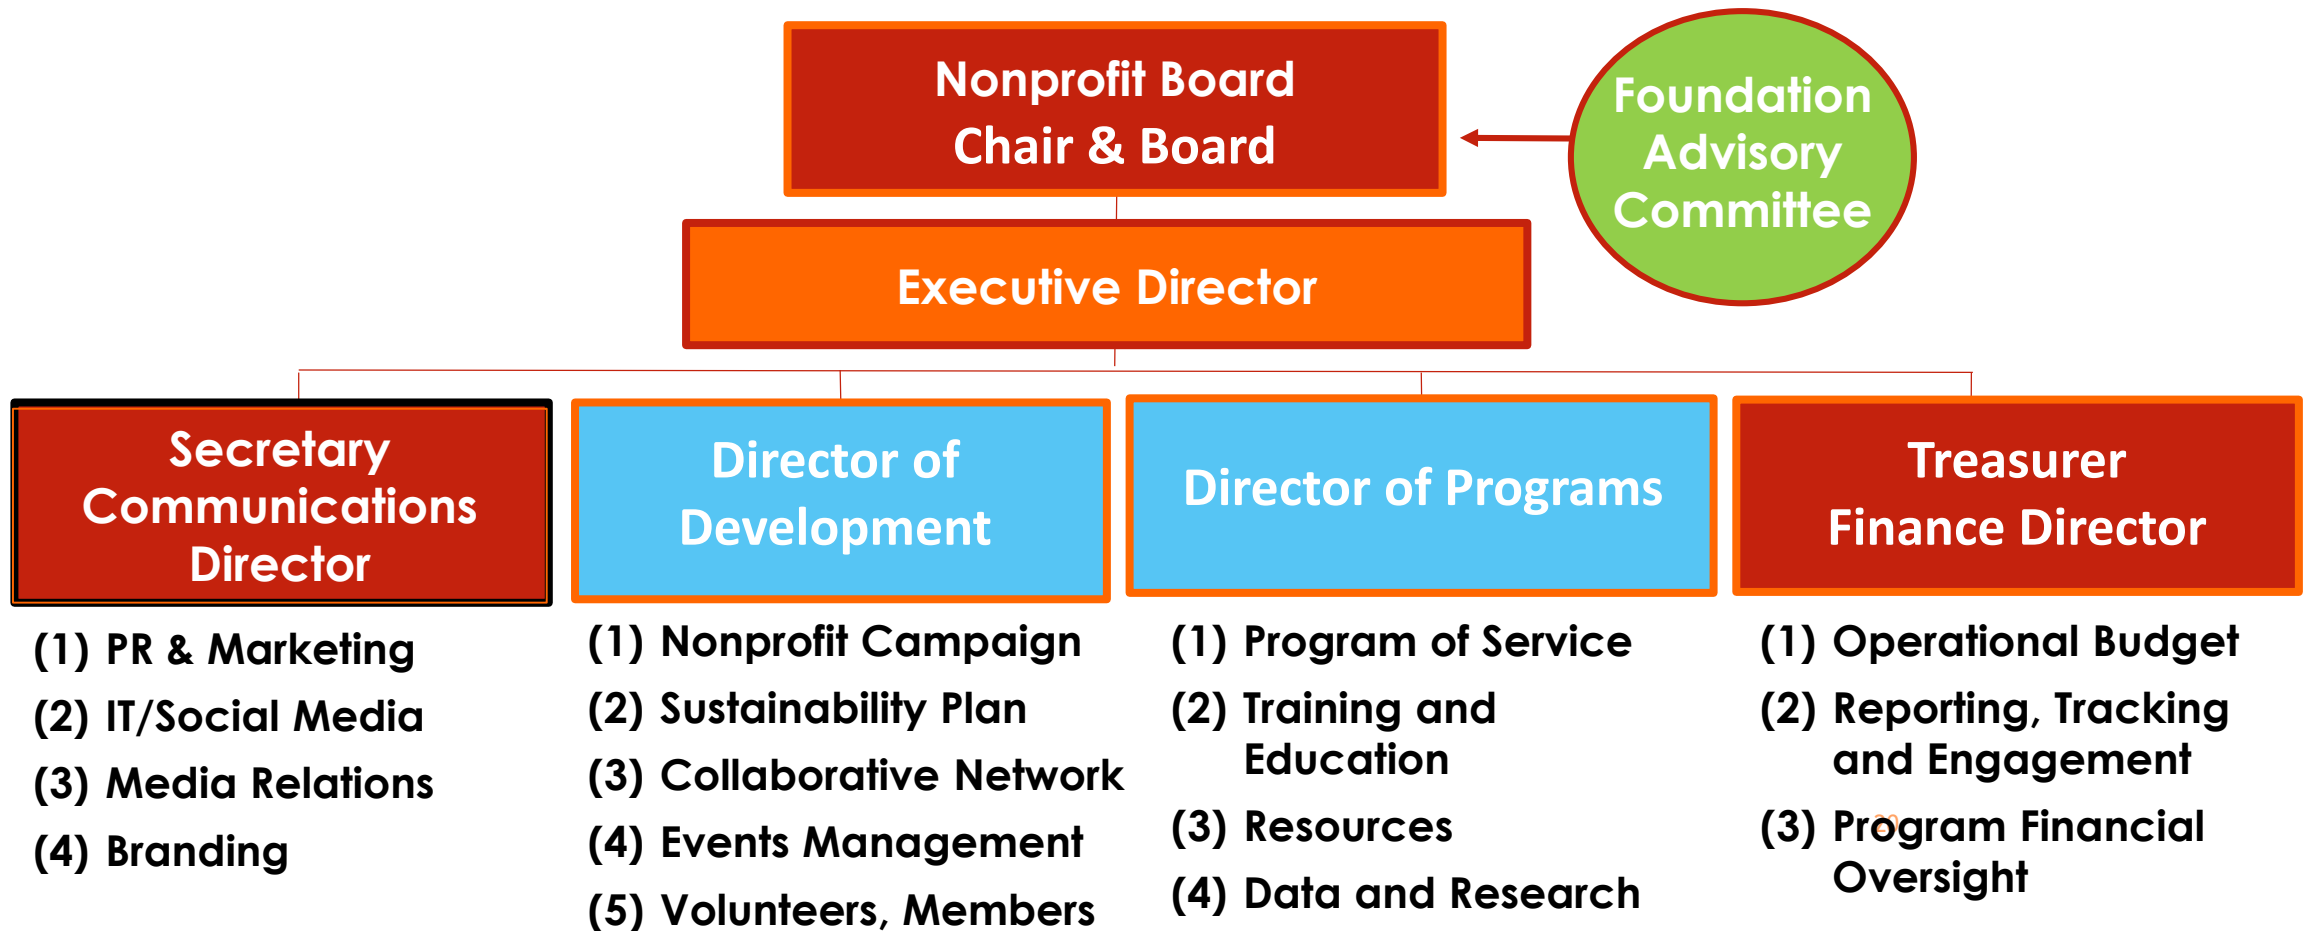 Nonprofit Board
Chair & Board
Foundation
Advisory
Committee
Executive Director
Secretary
Communications
Director
(1) PR & Marketing
(2) IT/Social Media
(3) Media Relations
(4) Branding
Director of
Development
(1) Nonprofit Campaign
(2) Sustainability Plan
(3) Collaborative Network
(4) Events Management
(5) Volunteers, Members
Director of Programs
(1) Program of Service
(2) Training and
Education
(3) Resources
(4) Data and Research
Treasurer
Finance Director
(1) Operational Budget
(2) Reporting, Tracking
and Engagement
(3) Program Financial
Oversight
20